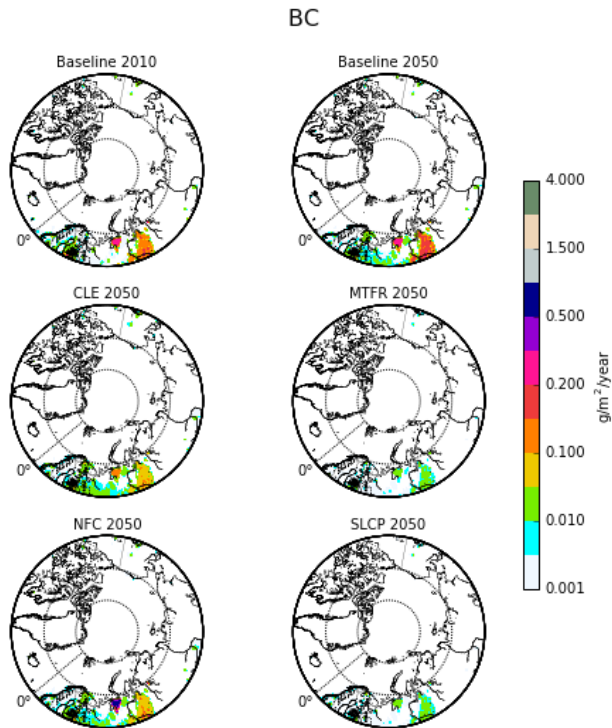 BC
Baseline 2010
Baseline 2050
0°
0°
CLE 2050
MTFR 2050
0°
0°
NFC 2050
SLCP 2050
0°
0°
4.000
1.500
0.500
0.200
0.100
0.010
0.001
g/m²/year